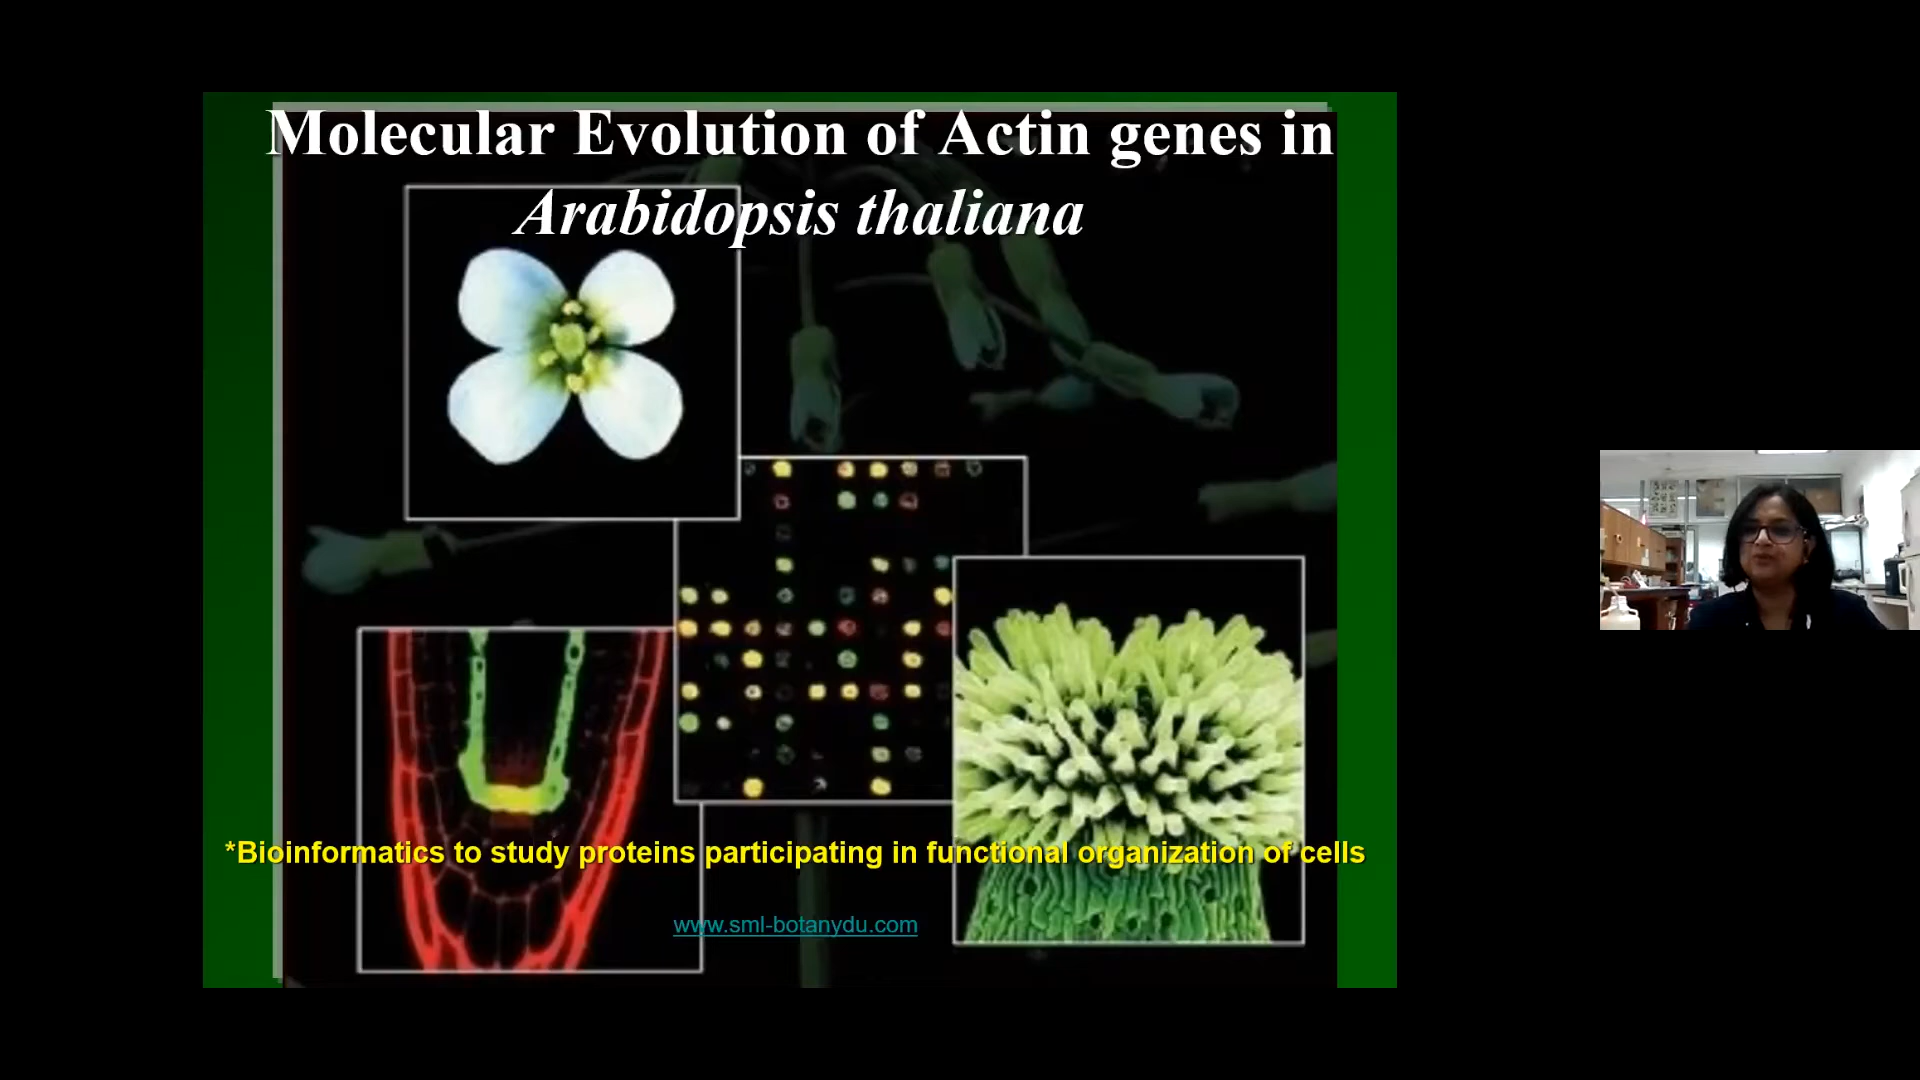 Molecular Evolution of Actin genes in
Arabidopsis thaliana
*Bioinformatics to study proteins participating in functional organization of cells
www.sml-botanydu.com